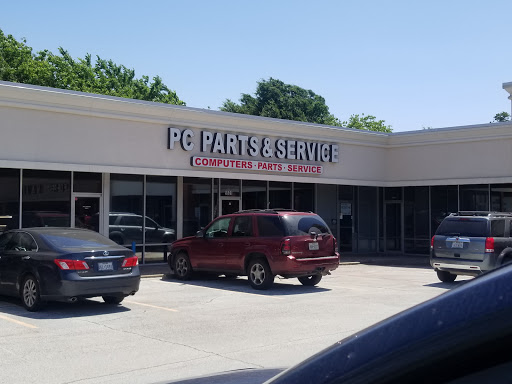 PC PARTS & SERVICE
COMPUTERS · PARTS · SERVICE